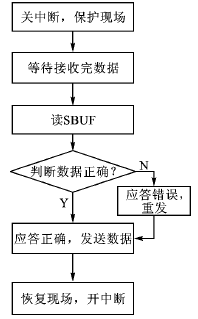 关中断，保护现场
等待接收完数据
读SBUF
判断数据正确？
N
Y
应答错误，
重发
应答正确，发送数据
恢复现场，开中断